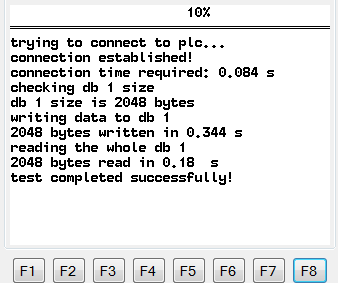 10%
trying to connect to plc...
connection established!
connection time required: 0.084 s
checking db 1 size
db 1 size is 2048 bytes
writing data to db 1
2048 bytes written in 0.344 s
reading the whole db 1
2048 bytes read in 0.18  s
test completed successfully!
F1 F2 F3 F4 F5 F6 F7 F8